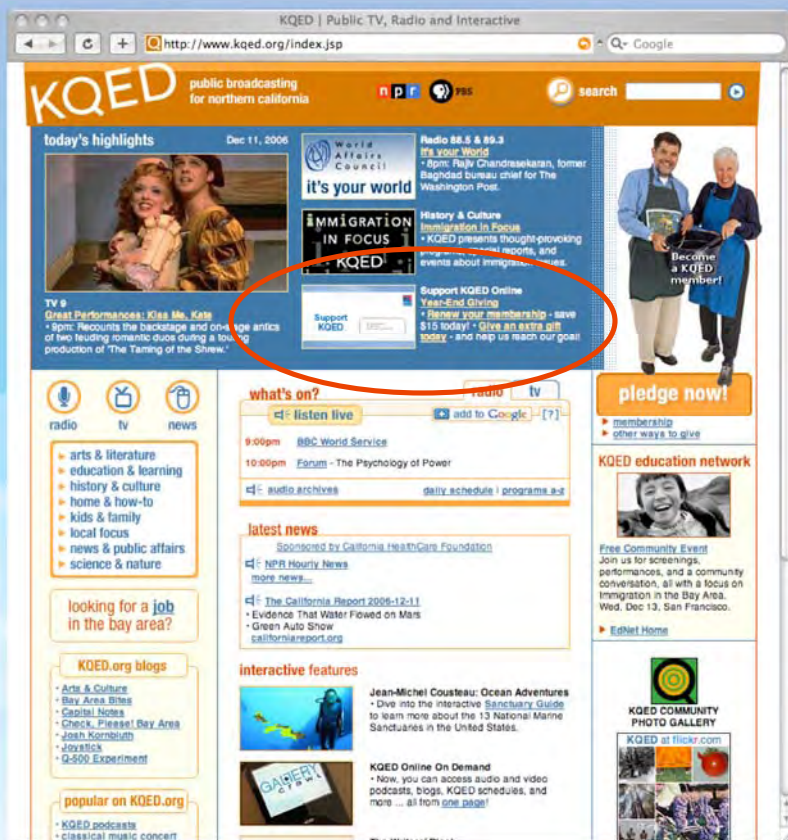 KQED | Public TV, Radio and Interactive
http://www.kqed.org/index.jsp
Google
KQED
public broadcasting
for northern california
npr
PBS
search
today's highlights
Dec 11, 2006
TV 9
Great Performances: Kiss Me, Kate
• 9pm: Recounts the backstage and on-stage antics
of two feuding romantic duos during a touring
production of 'The Taming of the Shrew.'
World
Affairs
Council
it's your world
Radio 88.5 & 89.3
It's your World
• 8pm: Rajiv Chandrasekaran, former
Baghdad bureau chief for The
Washington Post.
IMMIGRATION
IN FOCUS
KQED
History & Culture
Immigration in Focus
• KQED presents thought-provoking
programs, special reports, and
events about immigration issues.
Support
KQED
Support KQED Online
Year-End Giving
• Renew your membership - save
$15 today! • Give an extra gift
today - and help us reach our goal!
Become
a KQED
member!
pledge now!
membership
other ways to give
radio
tv
news
arts & literature
education & learning
history & culture
home & how-to
kids & family
local focus
news & public affairs
science & nature
looking for a job
in the bay area?
KQED.org blogs
• Arts & Culture
• Bay Area Bites
• Capital Notes
• Check, Please! Bay Area
• Josh Kornbluth
• Joystick
• Q-500 Experiment
popular on KQED.org
• KQED podcasts
• classical music concert
what's on?
radio
tv
listen live
add to Google
[?]
9:00pm BBC World Service
10:00pm Forum - The Psychology of Power
audio archives
daily schedule | programs a-z
latest news
Sponsored by California HealthCare Foundation
NPR Hourly News
more news...
The California Report 2006-12-11
• Evidence That Water Flowed on Mars
• Green Auto Show
californiareport.org
interactive features
Jean-Michel Cousteau: Ocean Adventures
• Dive into the interactive Sanctuary Guide
to learn more about the 13 National Marine
Sanctuaries in the United States.
GALLERY
crawl
KQED Online On Demand
• Now, you can access audio and video
podcasts, blogs, KQED schedules, and
more ... all from one page!
KQED education network
Free Community Event
Join us for screenings,
performances, and a community
conversation, all with a focus on
Immigration in the Bay Area.
Wed. Dec 13, San Francisco.
EdNet Home
KQED COMMUNITY
PHOTO GALLERY
KQED at flickr.com